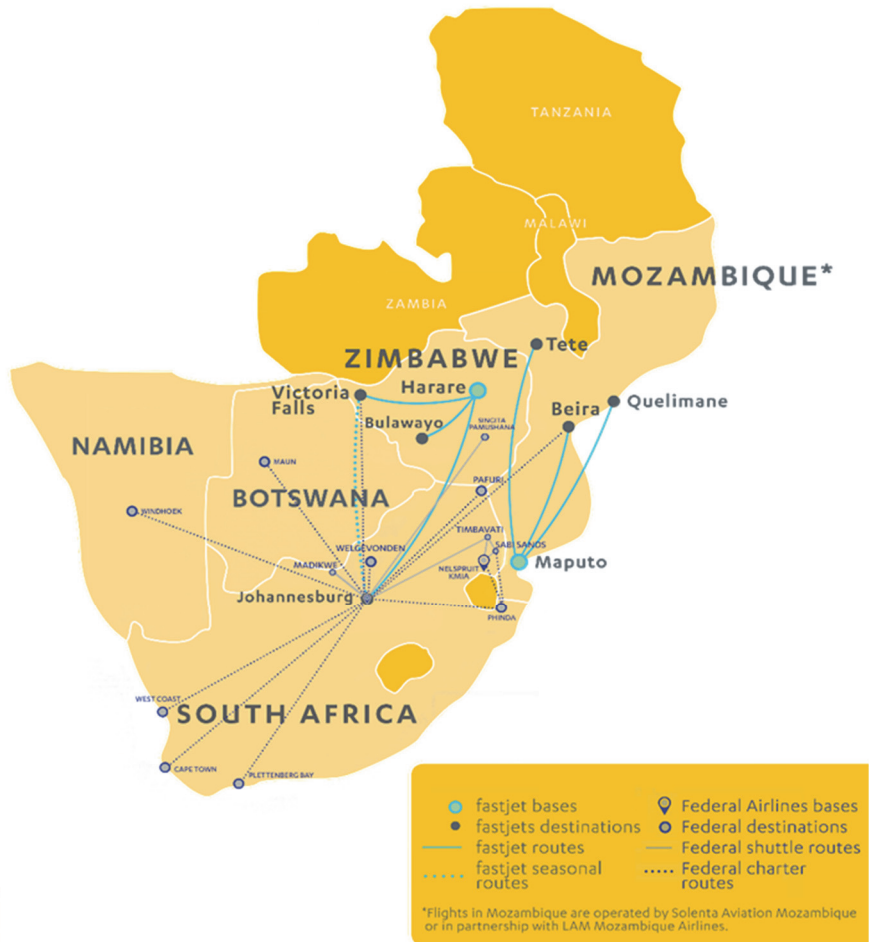 TANZANIA
MALAWI
MOZAMBIQUE*
ZAMBIA
Tete
ZIMBABWE
Harare
Victoria
Falls
Quelimane
Beira
Bulawayo
SINGITA
PAMUSHANA
NAMIBIA
MAUN
PAFURI
BOTSWANA
WINDHOEK
TIMBAVATI
SABI SANDS
WELGEVONDEN
MADIKWE
NELSPRUIT
KMIA
Maputo
Johannesburg
PHINDA
WEST COAST
SOUTH AFRICA
CAPE TOWN
PLETTENBERG BAY
fastjet bases
fastjets destinations
fastjet routes
fastjet seasonal
routes
Federal Airlines bases
Federal destinations
Federal shuttle routes
Federal charter
routes
*Flights in Mozambique are operated by Solenta Aviation Mozambique
or in partnership with LAM Mozambique Airlines.